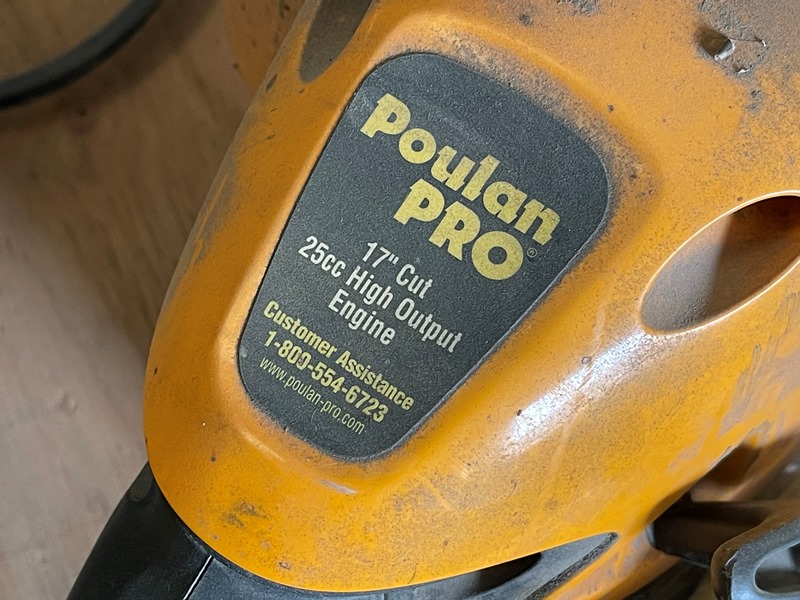 Poulan
PRO®
17" Cut
25cc High Output
Engine
Customer Assistance
1-800-554-6723
www.poulan-pro.com